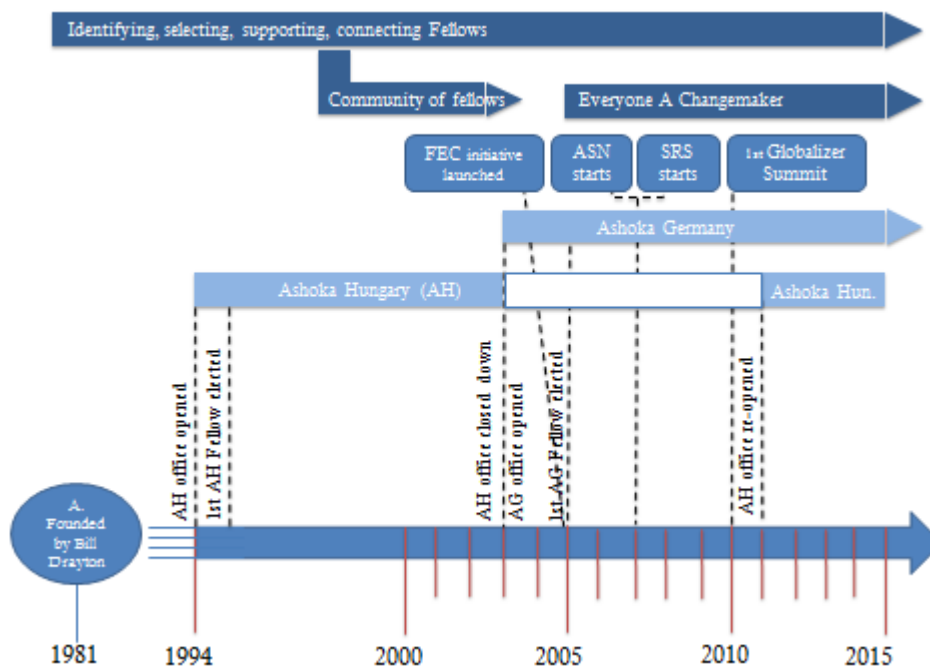 Identifying, selecting, supporting, connecting Fellows
Community of fellows
Everyone A Changemaker
FEC initiative
launched
ASN
starts
SRS
starts
1st Globalizer
Summit
Ashoka Germany
Ashoka Hungary (AH)
Ashoka Hun.
AH office opened
1st AH Fellow elected
AH office closed down
AG office opened
1st AG Fellow elected
AH office re-opened
A.
Founded
by Bill
Drayton
1981
1994
2000
2005
2010
2015